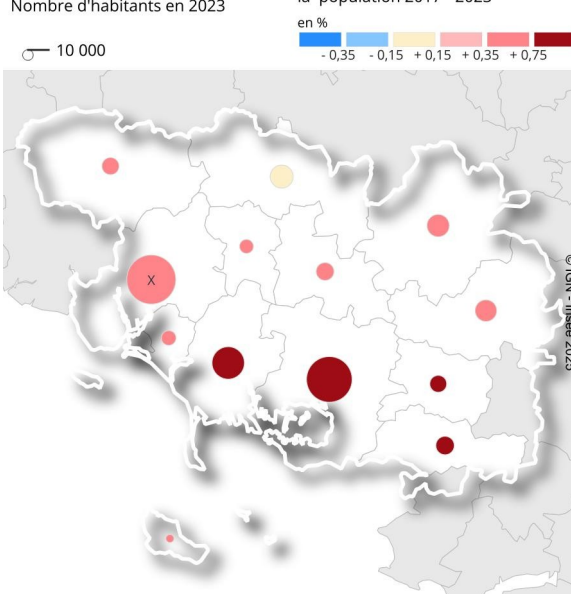 Nombre d'habitants en 2023
la population 2017 - 2023
en %
10 000
- 0,35 - 0,15 + 0,15 + 0,35 + 0,75
X
© IGN - Insee 2025